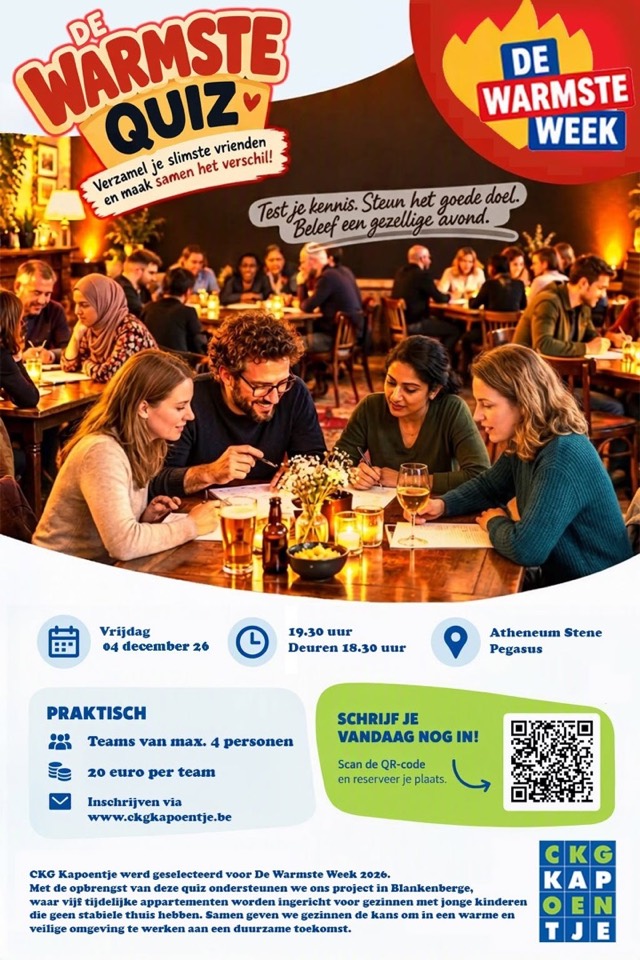 DE
WARMSTE
QUIZ
Verzamel je slimste vrienden
en maak samen het verschil!
DE
WARMSTE
WEEK
Test je kennis. Steun het goede doel.
Beleef een gezellige avond.
Vrijdag
04 december 26
19.30 uur
Deuren 18.30 uur
Atheneum Stene
Pegasus
PRAKTISCH
Teams van max. 4 personen
20 euro per team
Inschrijven via
www.ckgkapoentje.be
SCHRIJF JE
VANDAAG NOG IN!
Scan de QR-code
en reserveer je plaats.
CKG Kapoentje werd geselecteerd voor De Warmste Week 2026.
Met de opbrengst van deze quiz ondersteunen we ons project in Blankenberge,
waar vijf tijdelijke appartementen worden ingericht voor gezinnen met jonge kinderen
die geen stabiele thuis hebben. Samen geven we gezinnen de kans om in een warme en
veilige omgeving te werken aan een duurzame toekomst.
CKG
KAP
OEN
TJE